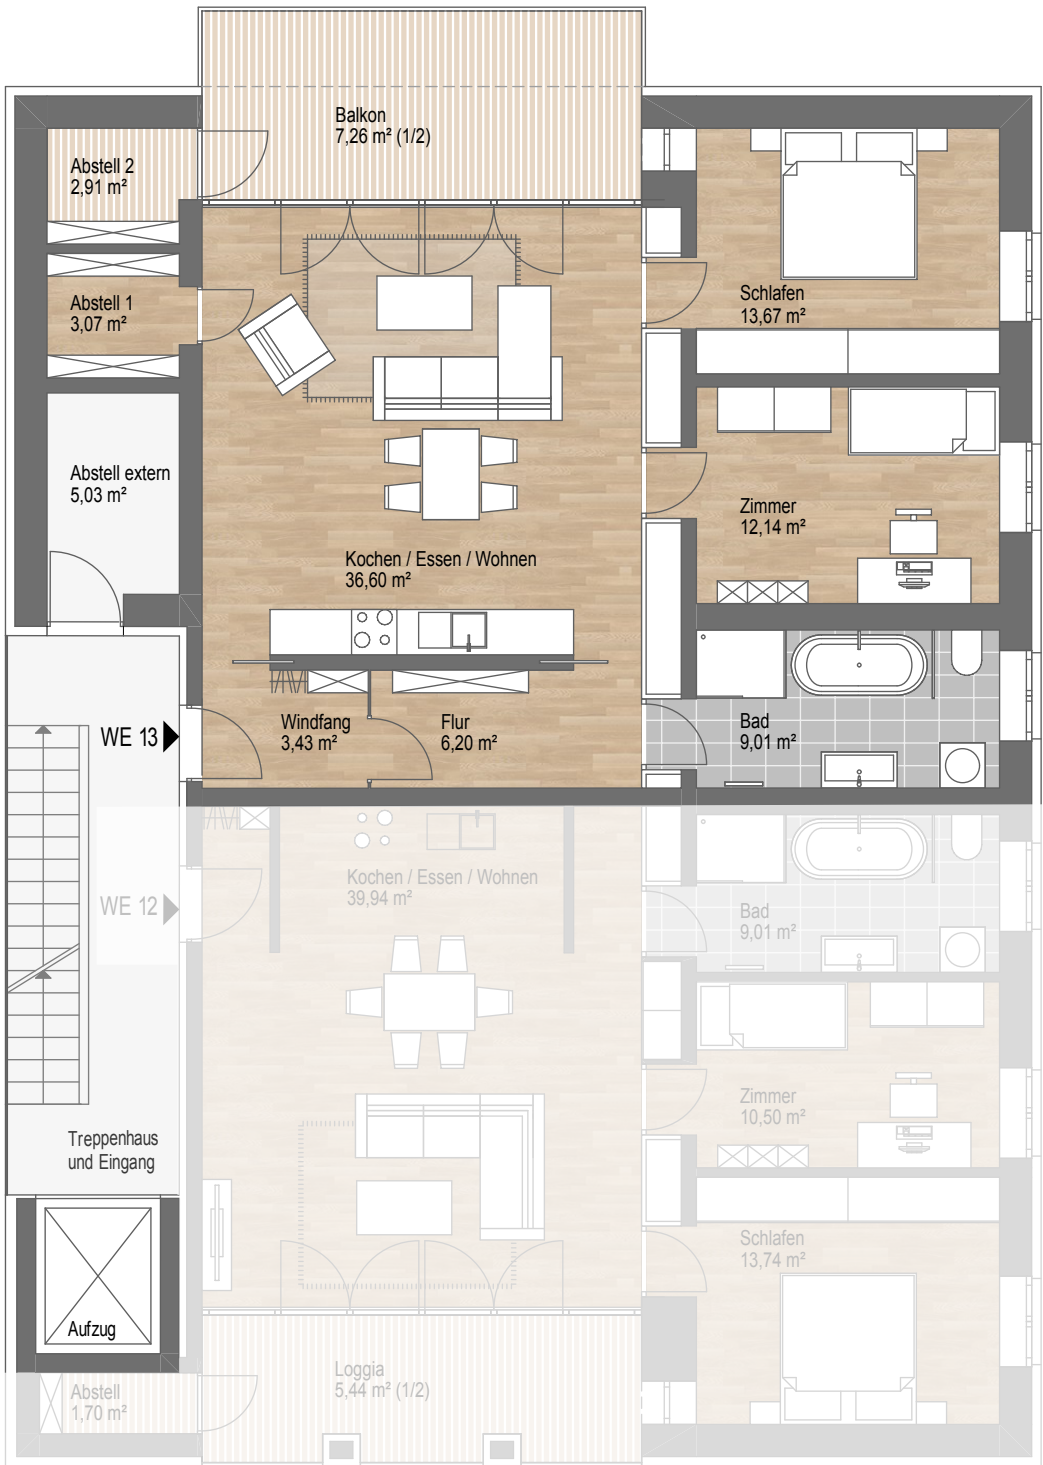 Balkon
7,26 m² (1/2)
Abstell 2
2,91 m²
Abstell 1
3,07 m²
Schlafen
13,67 m²
Abstell extern
5,03 m²
Zimmer
12,14 m²
Kochen / Essen / Wohnen
36,60 m²
WE 13
Windfang
3,43 m²
Flur
6,20 m²
Bad
9,01 m²
Kochen / Essen / Wohnen
39,94 m²
WE 12
Bad
9,01 m²
Zimmer
10,50 m²
Treppenhaus
und Eingang
Schlafen
13,74 m²
Aufzug
Loggia
5,44 m² (1/2)
Abstell
1,70 m²